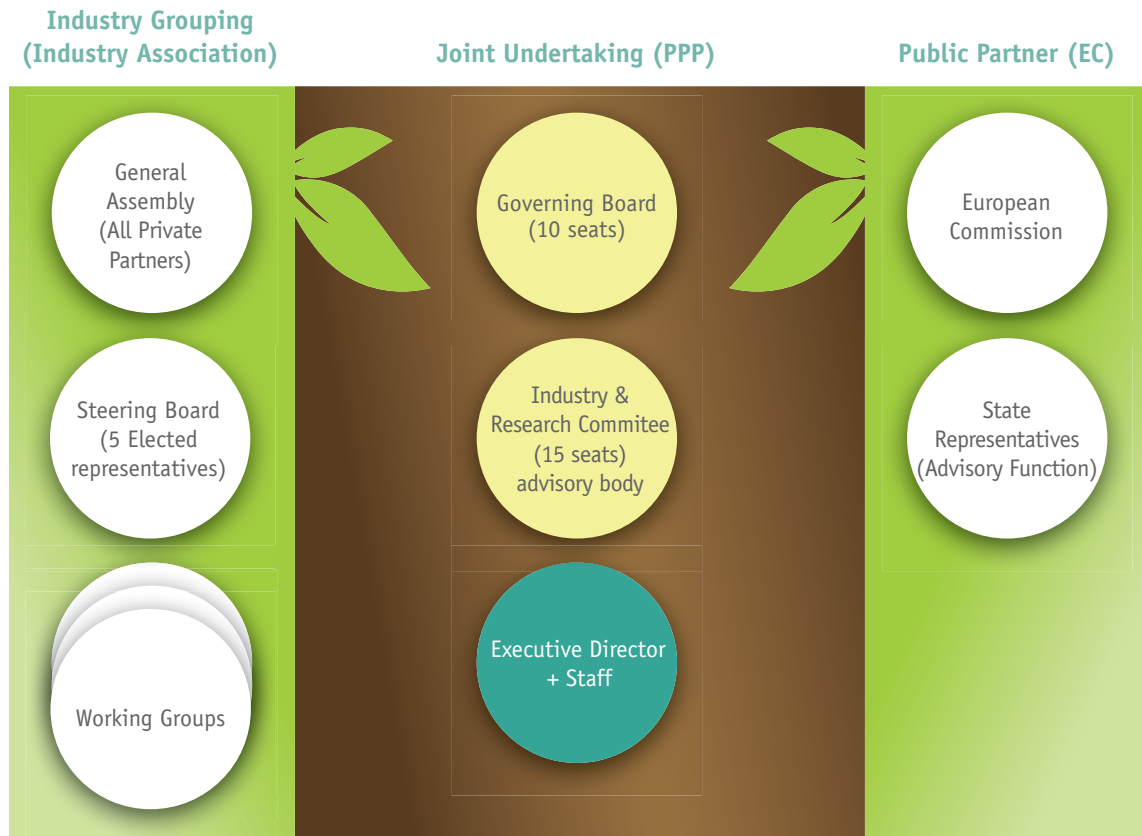 Industry Grouping
(Industry Association)
Joint Undertaking (PPP)
Public Partner (EC)
General
Assembly
(All Private
Partners)
Governing Board
(10 seats)
European
Commission
Steering Board
(5 Elected
representatives)
Industry &
Research Commitee
(15 seats)
advisory body
State
Representatives
(Advisory Function)
Working Groups
Executive Director
+ Staff